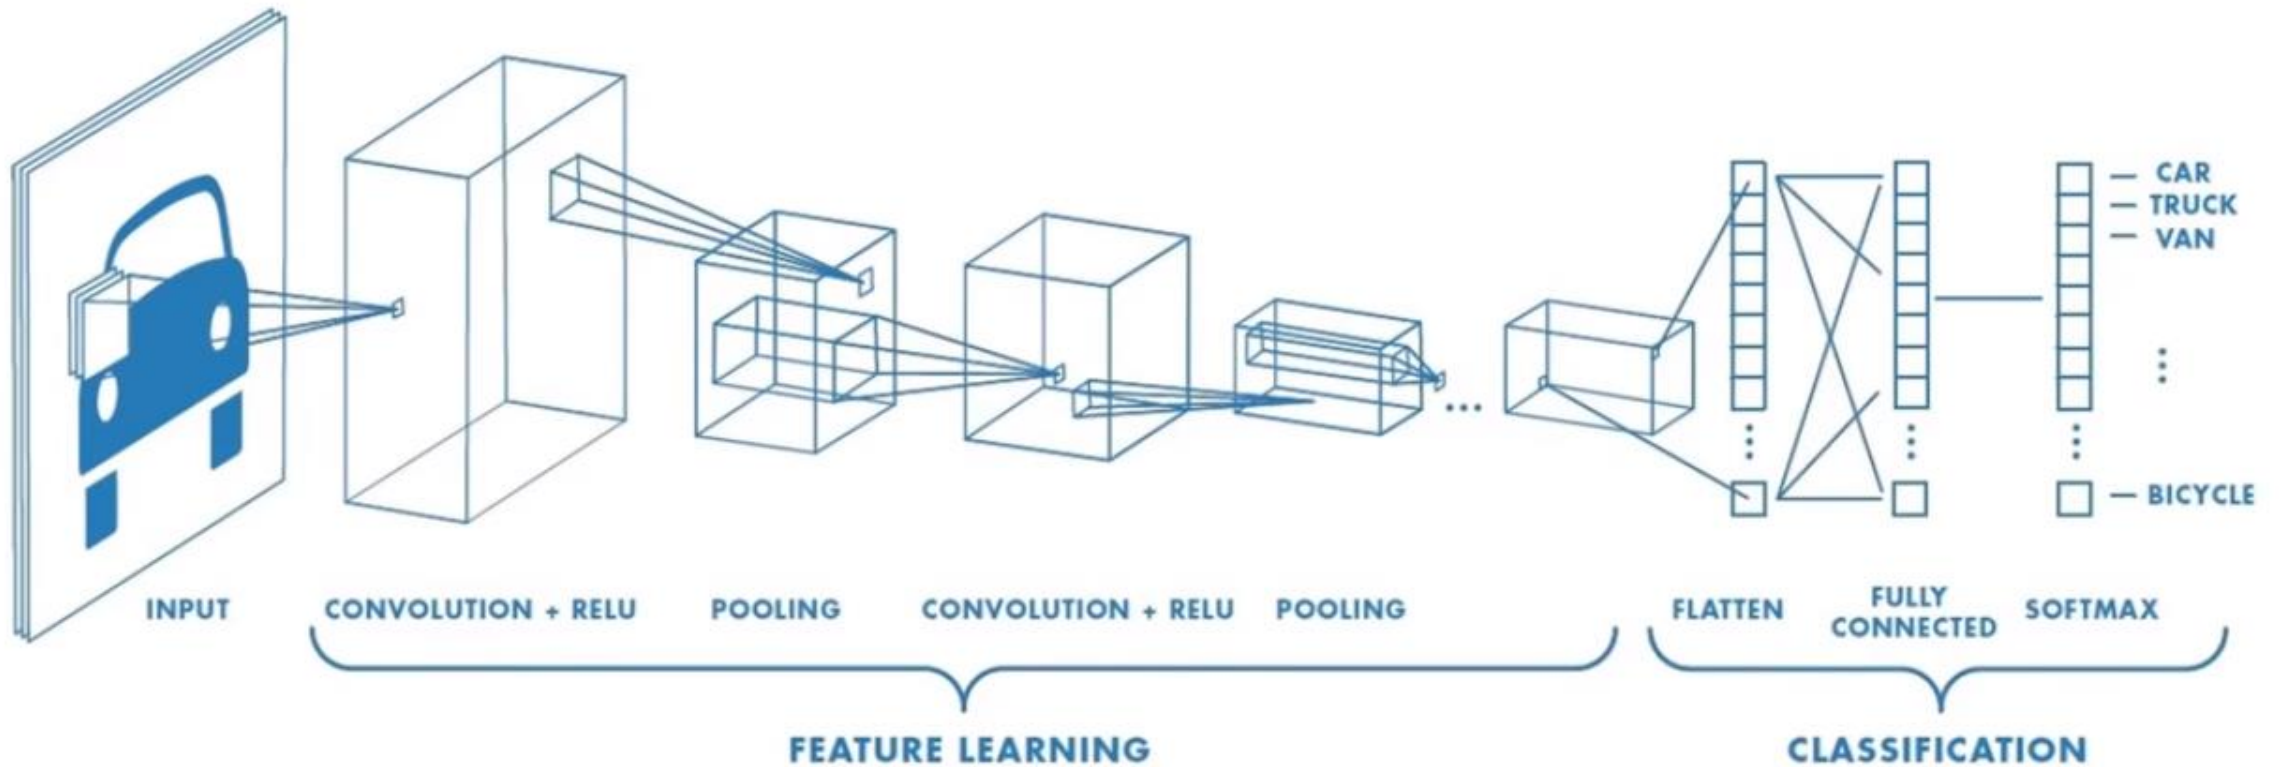 CAR
TRUCK
VAN
BICYCLE
INPUT
CONVOLUTION + RELU
POOLING
CONVOLUTION + RELU
POOLING
FLATTEN
FULLY
CONNECTED
SOFTMAX
FEATURE LEARNING
CLASSIFICATION